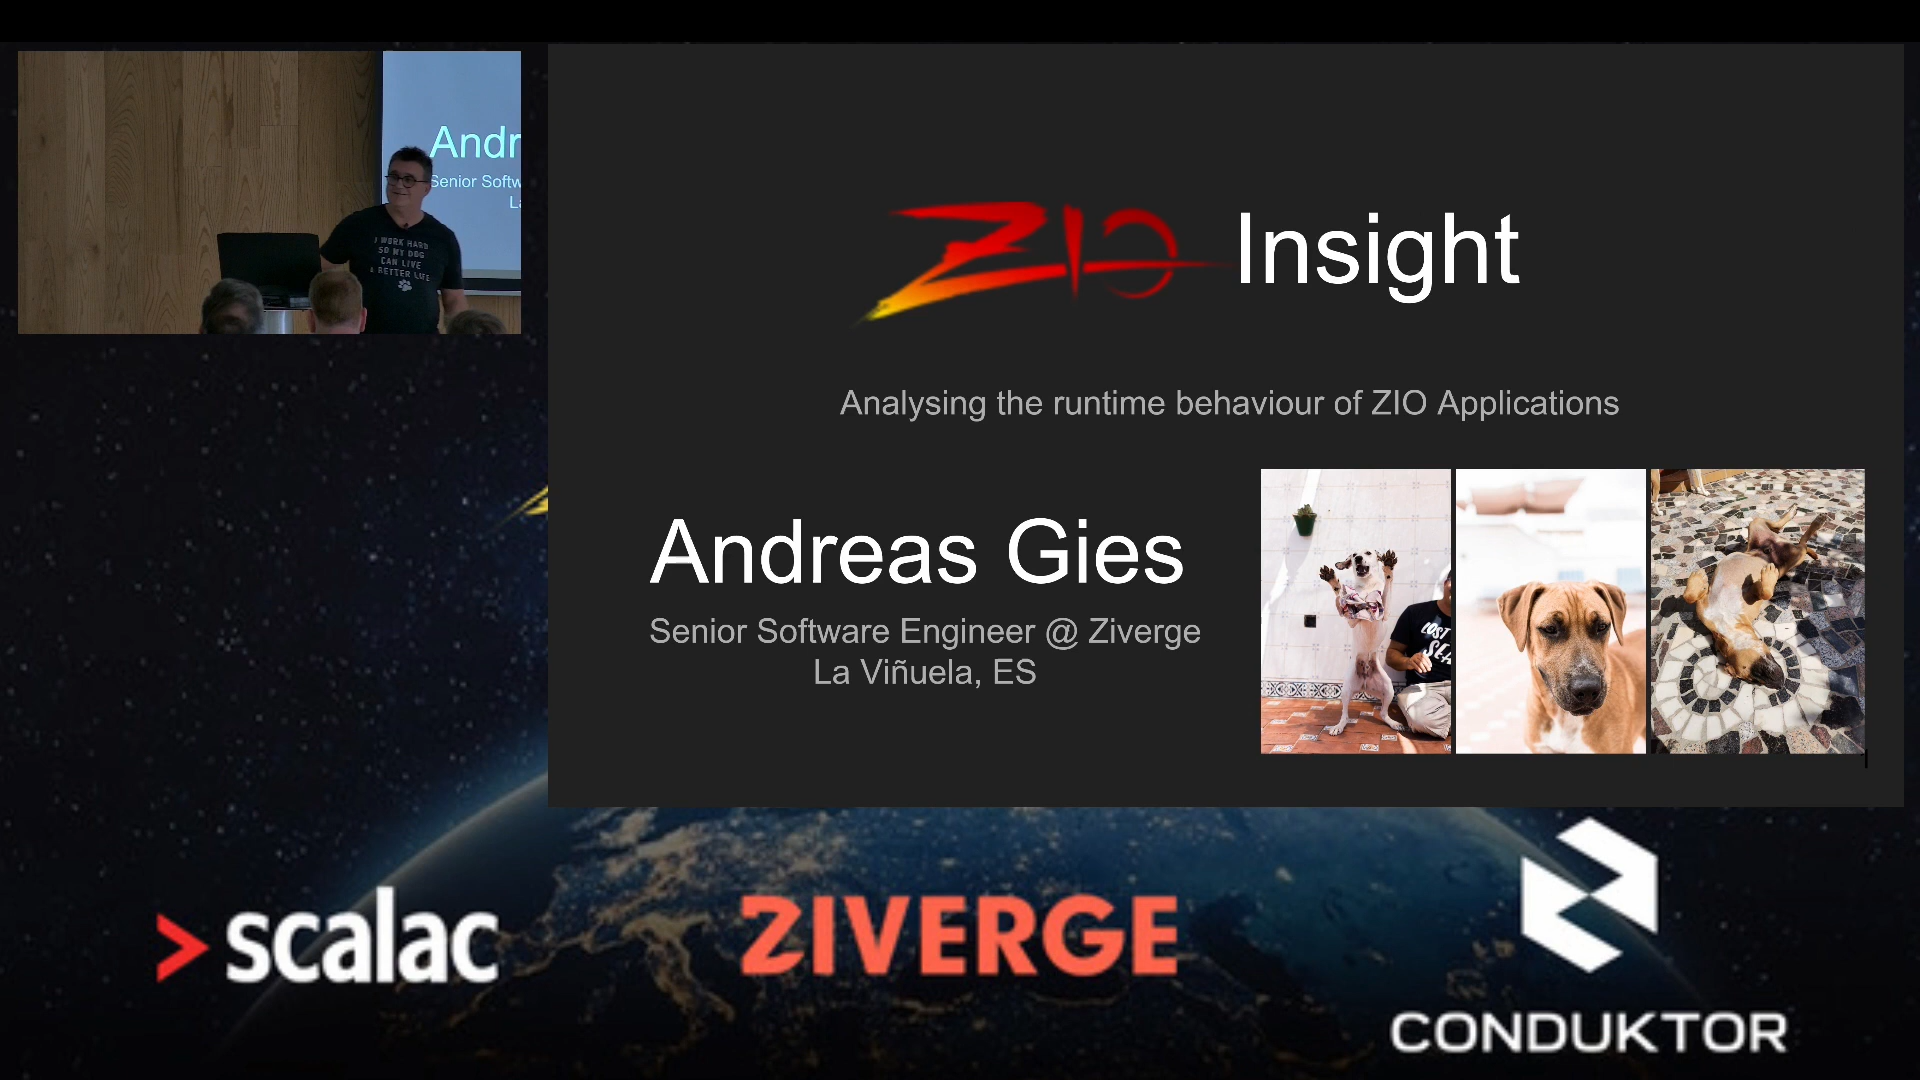 Andr
Senior Softw
I WORK HARD
SO MY DOG
CAN LIVE
A BETTER LIFE
ZIO Insight
Analysing the runtime behaviour of ZIO Applications
Andreas Gies
Senior Software Engineer @ Ziverge
La Viñuela, ES
LOST
scalac
ZIVERGE
CONDUKTOR